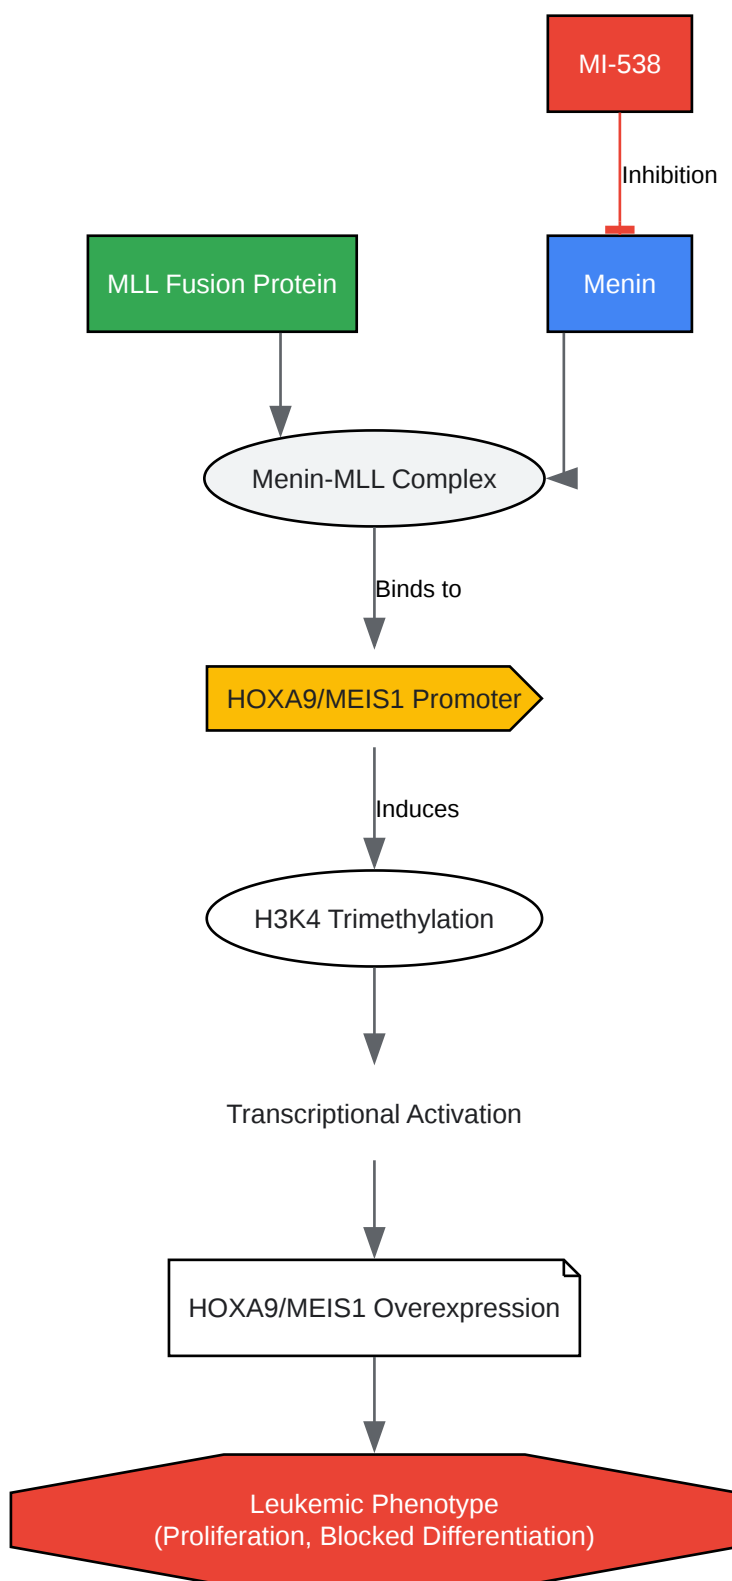 MI-538
Inhibition
MLL Fusion Protein
Menin
Menin-MLL Complex
Binds to
HOXA9/MEIS1 Promoter
Induces
H3K4 Trimethylation
Transcriptional Activation
HOXA9/MEIS1 Overexpression
Leukemic Phenotype
(Proliferation, Blocked Differentiation)